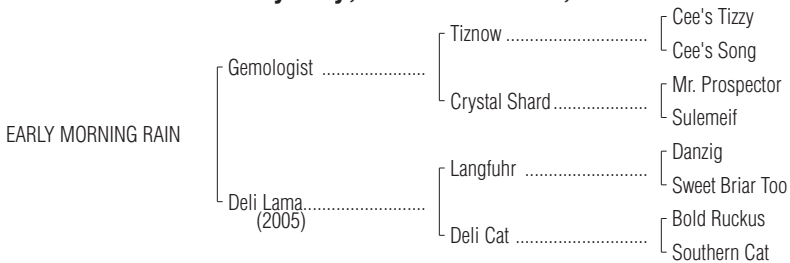 Cee's Tizzy
Tiznow ..............................
Cee's Song
Gemologist ......................
Mr. Prospector
Crystal Shard....................
Sulemeif
EARLY MORNING RAIN
Danzig
Langfuhr ..........................
Sweet Briar Too
Deli Lama..........................
(2005)
Bold Ruckus
Deli Cat ............................
Southern Cat